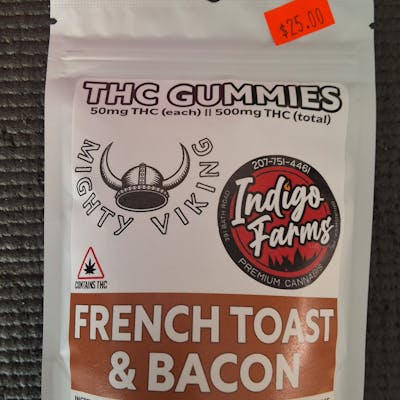 $25.00
THC GUMMIES
50mg THC (each) || 500mg THC (total)
MIGHTY VIKING
207-751-4461
Indigo
Farms
PREMIUM CANNABIS
CONTAINS THC
FRENCH TOAST
& BACON